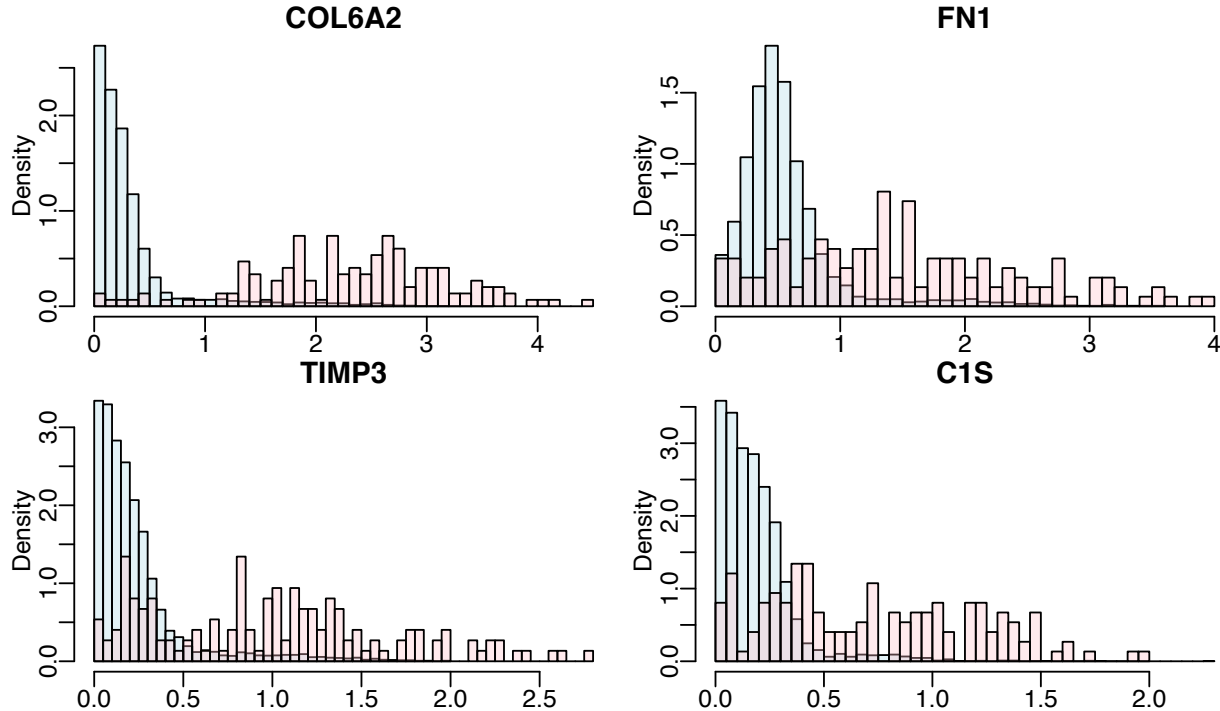 COL6A2
FN1
Density
0.0 1.0 2.0
0 1 2 3 4
Density
0.0 0.5 1.0 1.5
0 1 2 3 4
TIMP3
C1S
Density
0.0 1.0 2.0 3.0
0.0 0.5 1.0 1.5 2.0 2.5
Density
0.0 1.0 2.0 3.0
0.0 0.5 1.0 1.5 2.0